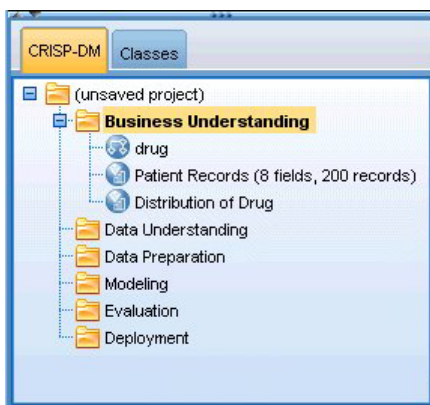 CRISP-DM Classes
(unsaved project)
Business Understanding
drug
Patient Records (8 fields, 200 records)
Distribution of Drug
Data Understanding
Data Preparation
Modeling
Evaluation
Deployment